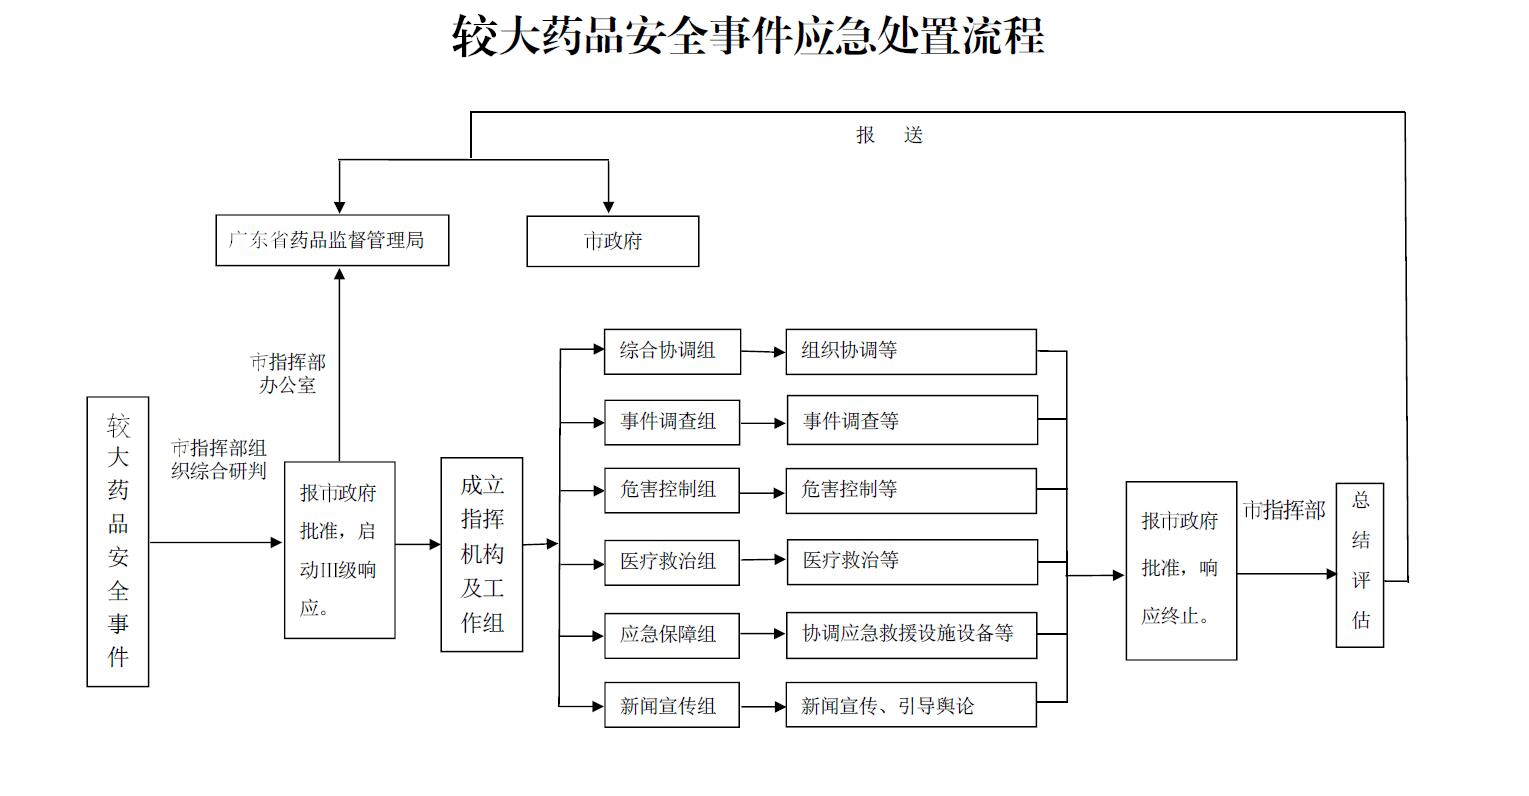 较大药品安全事件应急处置流程
报 送
广东省药品监督管理局
市政府
市指挥部
办公室
较
大
药
品
安
全
事
件
市指挥部组
织综合研判
报市政府
批准，启
动III级响
应。
成立
指挥
机构
及工
作组
综合协调组
组织协调等
事件调查组
事件调查等
危害控制组
危害控制等
医疗救治组
医疗救治等
应急保障组
协调应急救援设施设备等
新闻宣传组
新闻宣传、引导舆论
报市政府
批准，响
应终止。
市指挥部
总
结
评
估